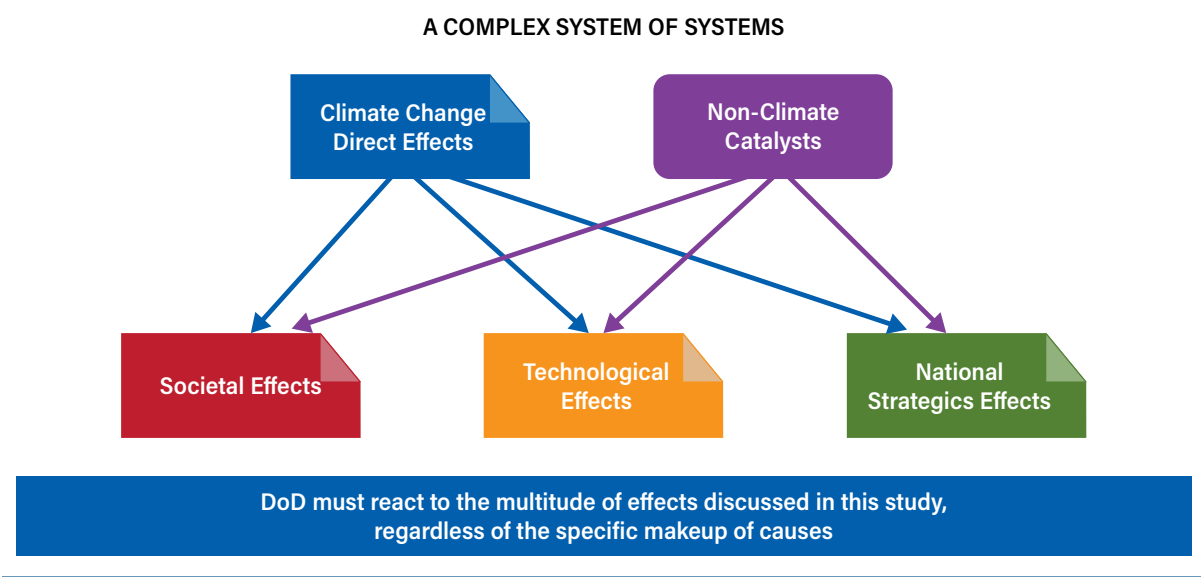 A COMPLEX SYSTEM OF SYSTEMS
Climate Change
Direct Effects
Non-Climate
Catalysts
Societal Effects
Technological
Effects
National
Strategics Effects
DoD must react to the multitude of effects discussed in this study,
regardless of the specific makeup of causes